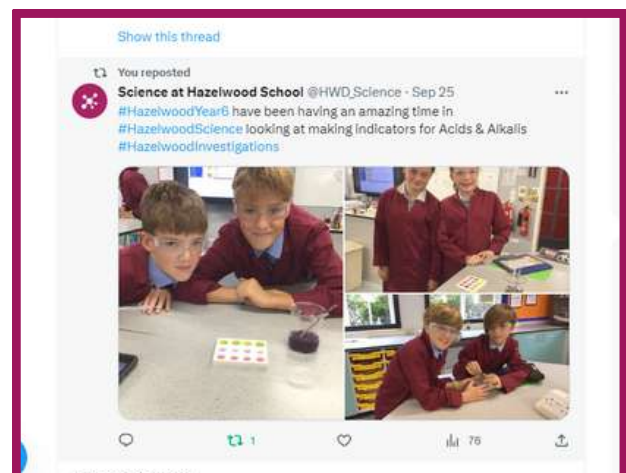 Show this thread
You reposted
Science at Hazelwood School @HWD_Science · Sep 25
#HazelwoodYear6 have been having an amazing time in
#HazelwoodScience looking at making indicators for Acids & Alkalis
#HazelwoodInvestigations
1
76